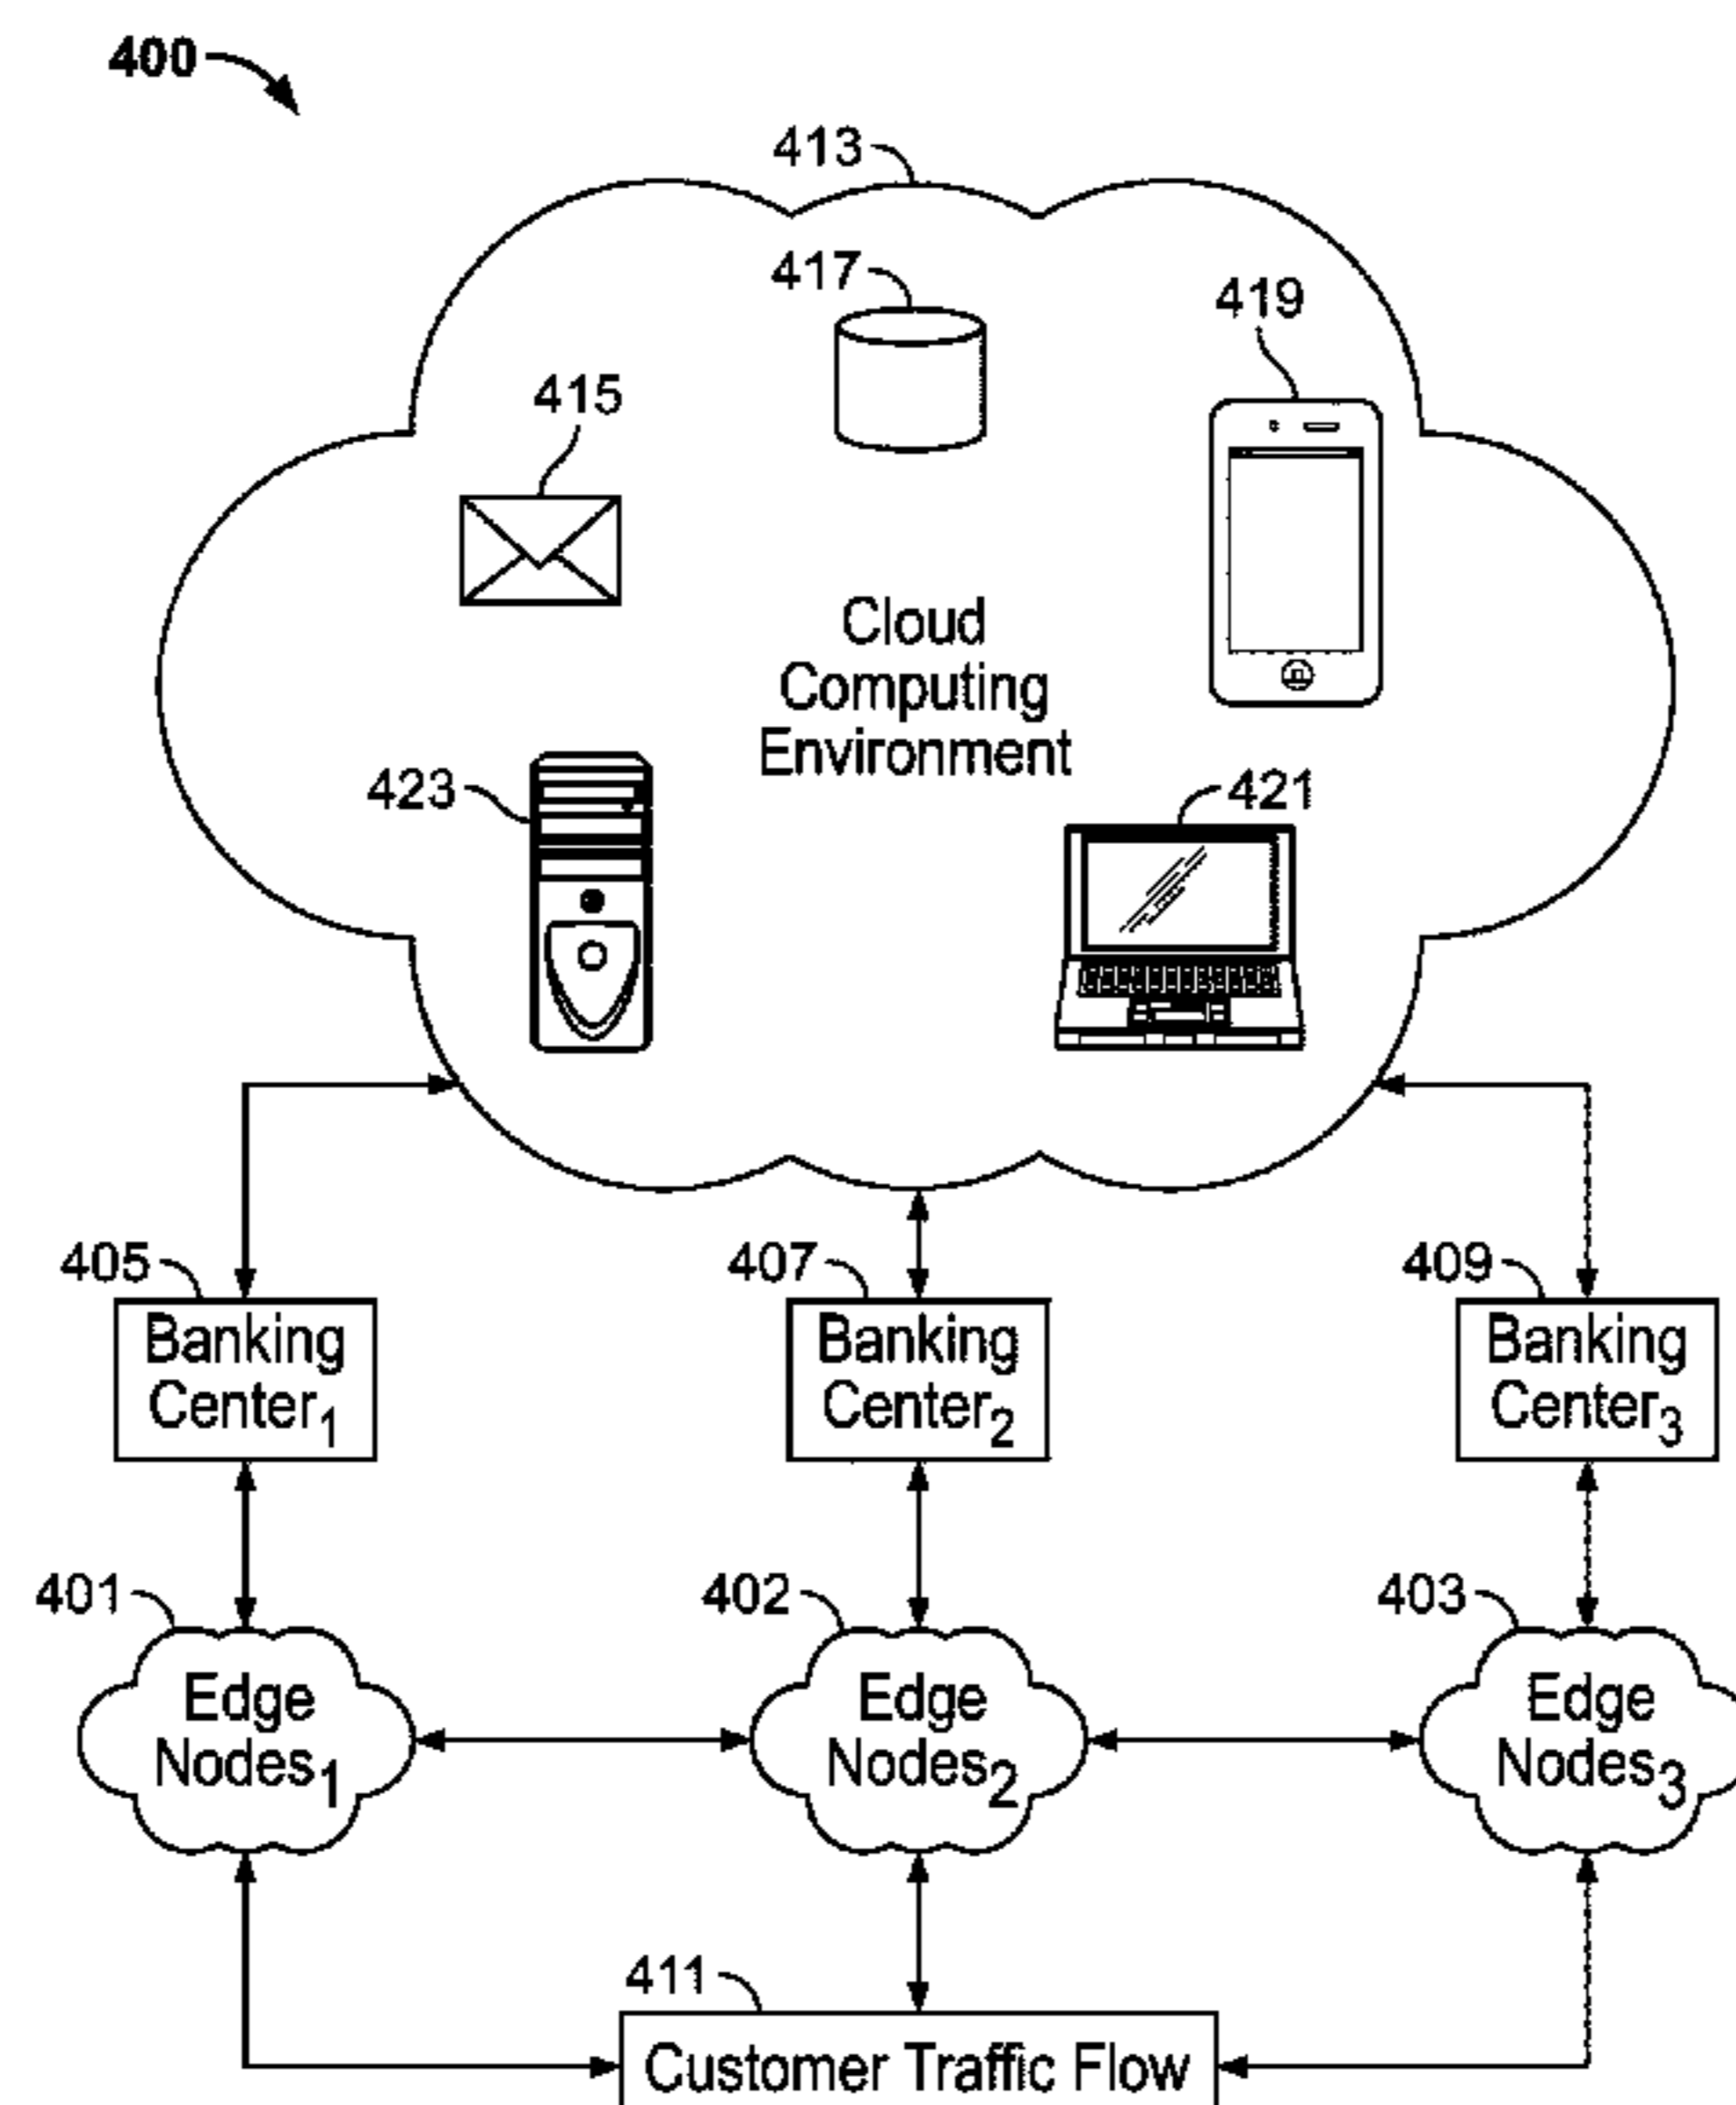 400
413
417
419
415
Cloud
Computing
Environment
423
421
405
407
409
Banking
Center1
Banking
Center2
Banking
Center3
401
402
403
Edge
Nodes1
Edge
Nodes2
Edge
Nodes3
411
Customer Traffic Flow